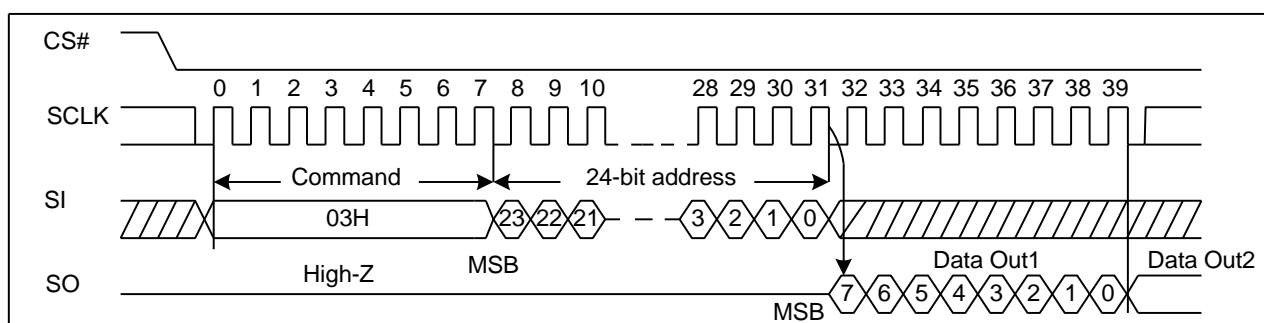 CS#
0 1 2 3 4 5 6 7 8 9 10 28 29 30 31 32 33 34 35 36 37 38 39
SCLK
Command 24-bit address
SI
03H 23 22 21 3 2 1 0
High-Z MSB Data Out1 Data Out2
SO
MSB 7 6 5 4 3 2 1 0